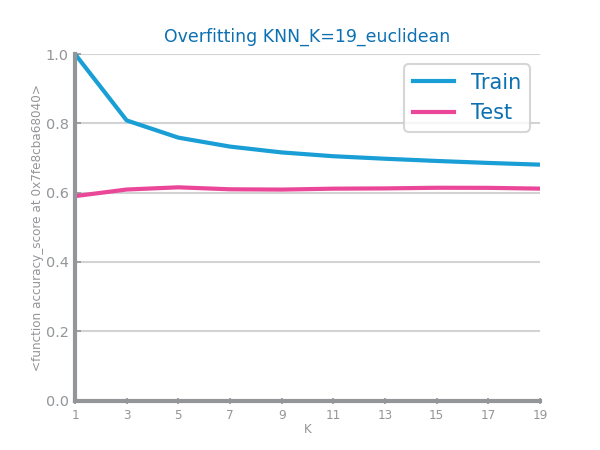 Overfitting KNN_K=19_euclidean
<function accuracy_score at 0x7fe8cba68040>
1.0
0.8
0.6
0.4
0.2
0.0
Train
Test
1 3 5 7 9 11 13 15 17 19
K